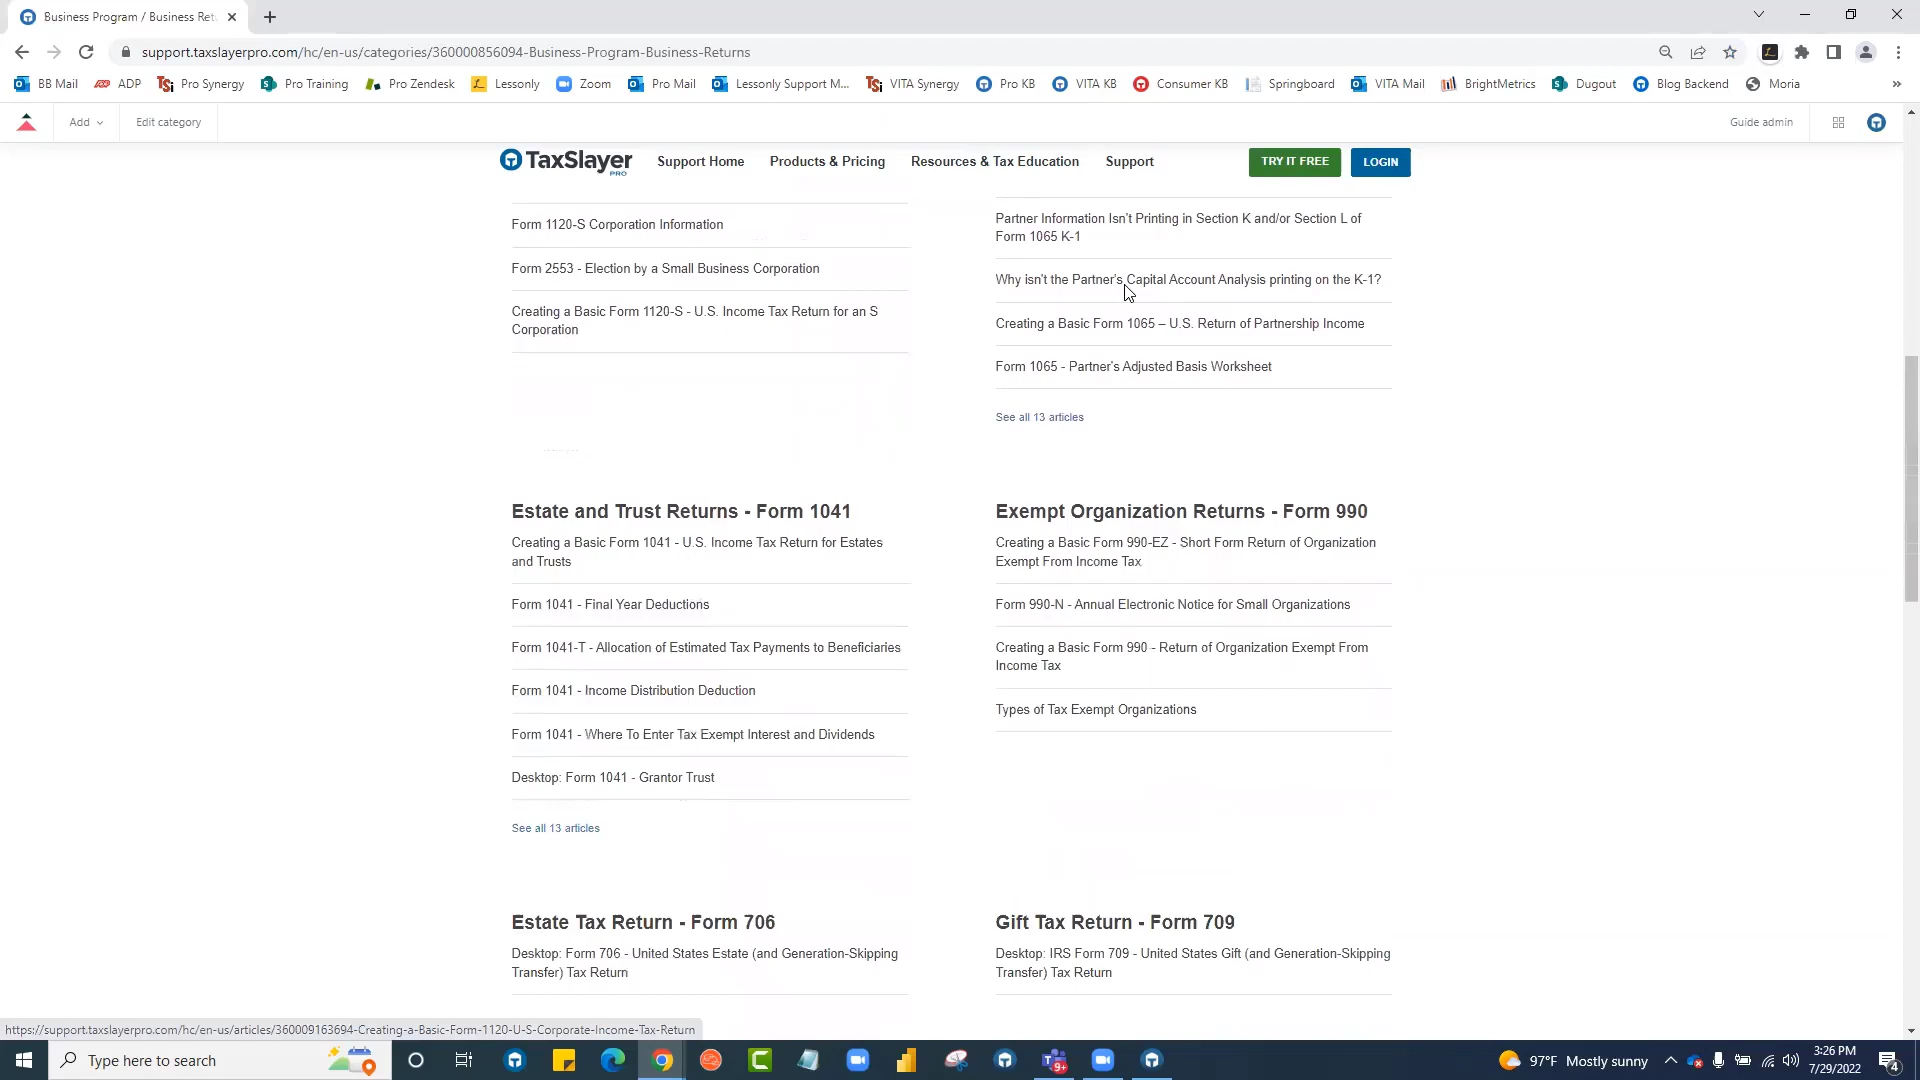 Business Program / Business Retu
support.taxslayerpro.com/hc/en-us/categories/360000856094-Business-Program-Business-Returns
BB Mail ADP Pro Synergy Pro Training Pro Zendesk Lessonly Zoom Pro Mail Lessonly Support M... VITA Synergy Pro KB VITA KB Consumer KB Springboard VITA Mail BrightMetrics Dugout Blog Backend Moria »
Add Edit category Guide admin
TaxSlayer PRO Support Home Products & Pricing Resources & Tax Education Support TRY IT FREE LOGIN
Form 1120-S Corporation Information
Form 2553 - Election by a Small Business Corporation
Creating a Basic Form 1120-S - U.S. Income Tax Return for an S
Corporation
Partner Information Isn't Printing in Section K and/or Section L of
Form 1065 K-1
Why isn't the Partner's Capital Account Analysis printing on the K-1?
Creating a Basic Form 1065 – U.S. Return of Partnership Income
Form 1065 - Partner's Adjusted Basis Worksheet
See all 13 articles
Estate and Trust Returns - Form 1041
Creating a Basic Form 1041 - U.S. Income Tax Return for Estates
and Trusts
Form 1041 - Final Year Deductions
Form 1041-T - Allocation of Estimated Tax Payments to Beneficiaries
Form 1041 - Income Distribution Deduction
Form 1041 - Where To Enter Tax Exempt Interest and Dividends
Desktop: Form 1041 - Grantor Trust
See all 13 articles
Exempt Organization Returns - Form 990
Creating a Basic Form 990-EZ - Short Form Return of Organization
Exempt From Income Tax
Form 990-N - Annual Electronic Notice for Small Organizations
Creating a Basic Form 990 - Return of Organization Exempt From
Income Tax
Types of Tax Exempt Organizations
Estate Tax Return - Form 706
Desktop: Form 706 - United States Estate (and Generation-Skipping
Transfer) Tax Return
Gift Tax Return - Form 709
Desktop: IRS Form 709 - United States Gift (and Generation-Skipping
Transfer) Tax Return
https://support.taxslayerpro.com/hc/en-us/articles/360009163694-Creating-a-Basic-Form-1120-U-S-Corporate-Income-Tax-Return
Type here to search
9+
97°F Mostly sunny
3:26 PM
7/29/2022
4